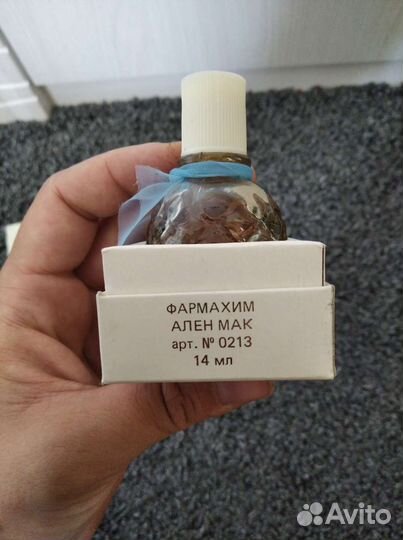 ФАРМАХИМ
АЛЕН МАК
арт. № 0213
14 мл
Avito